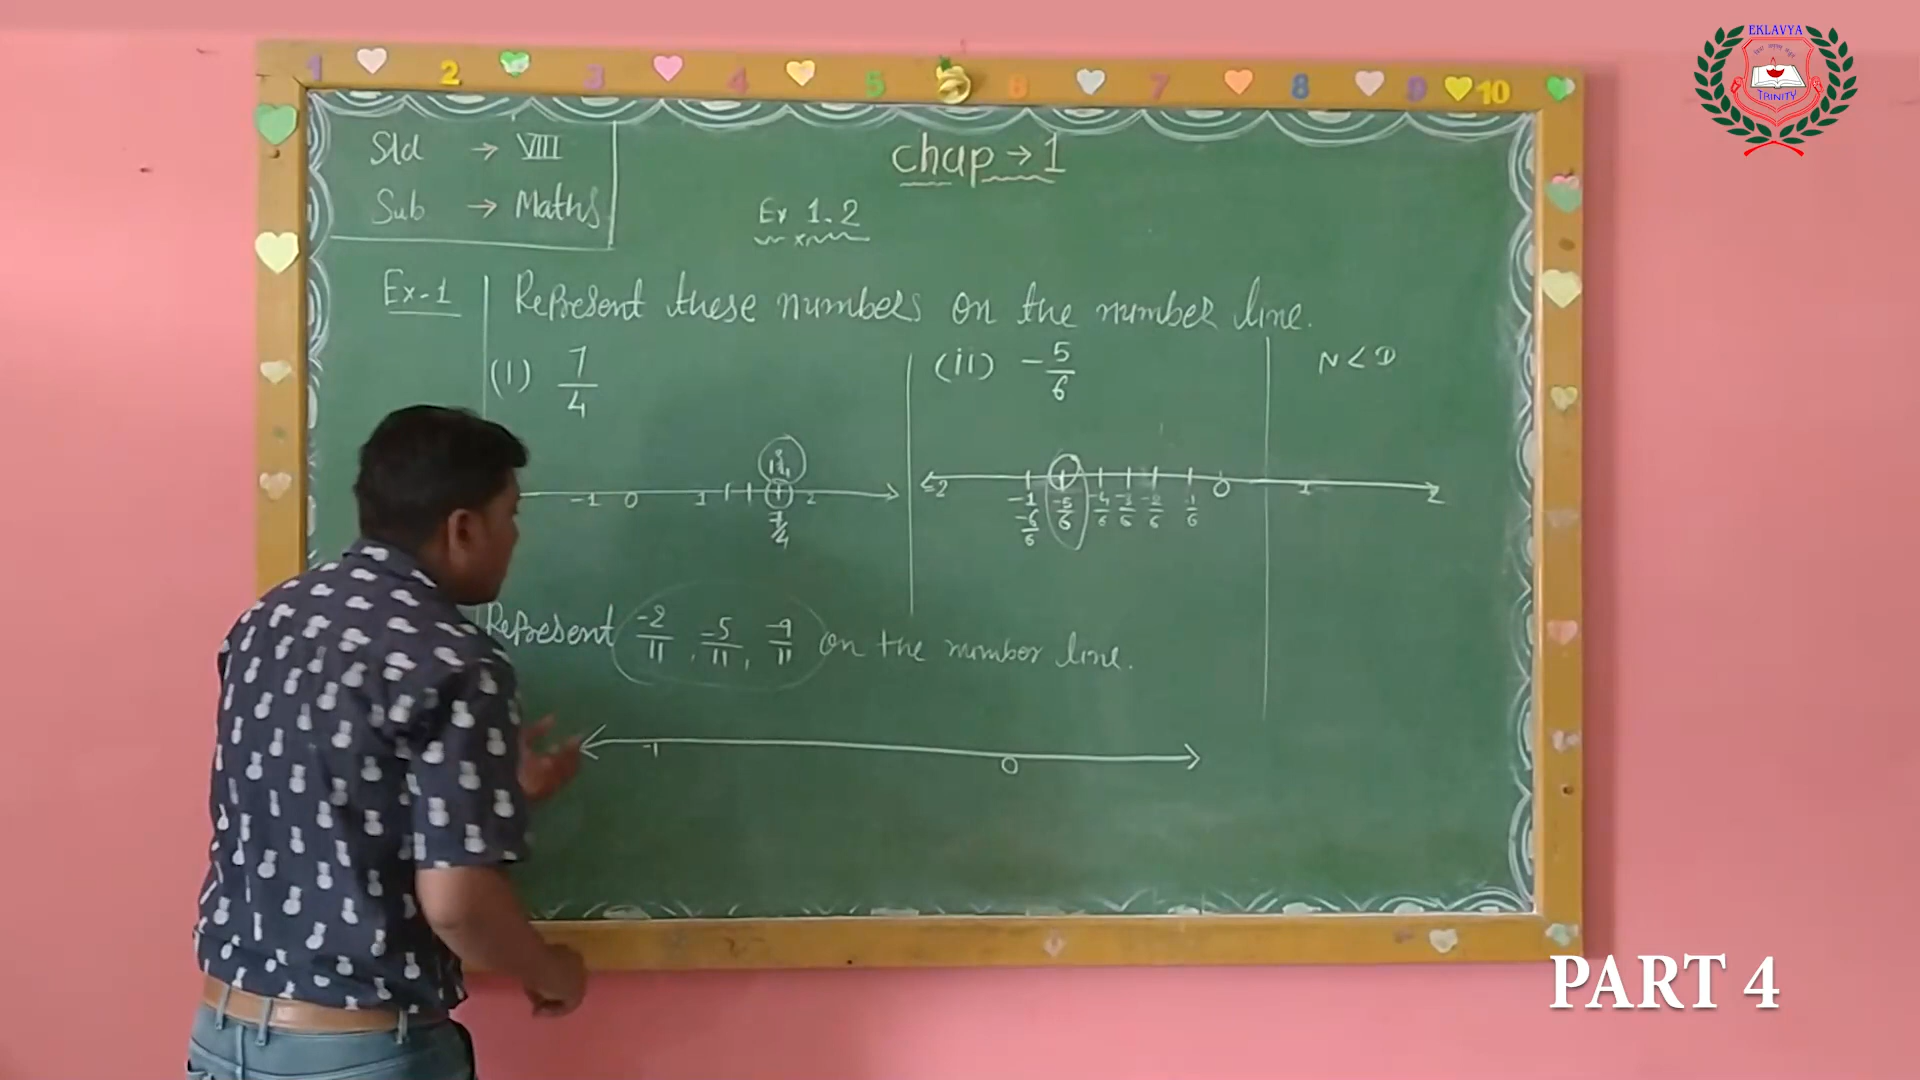 1 2 3 4 5 6 7 8 9 10
EKLAVYA
TRINITY
Std → VIII
Sub → Maths
Chap → 1
Ex 1.2
Ex-1 Represent these numbers on the number line.
(i) 7/4 (ii) -5/6 N < D
-1 0 1 2
7/4
-2 -1 0 1 2
-6/6 -5/6 -4/6 -3/6 -2/6 -1/6
Represent -2/11, -5/11, -9/11 on the number line.
-1 0
PART 4